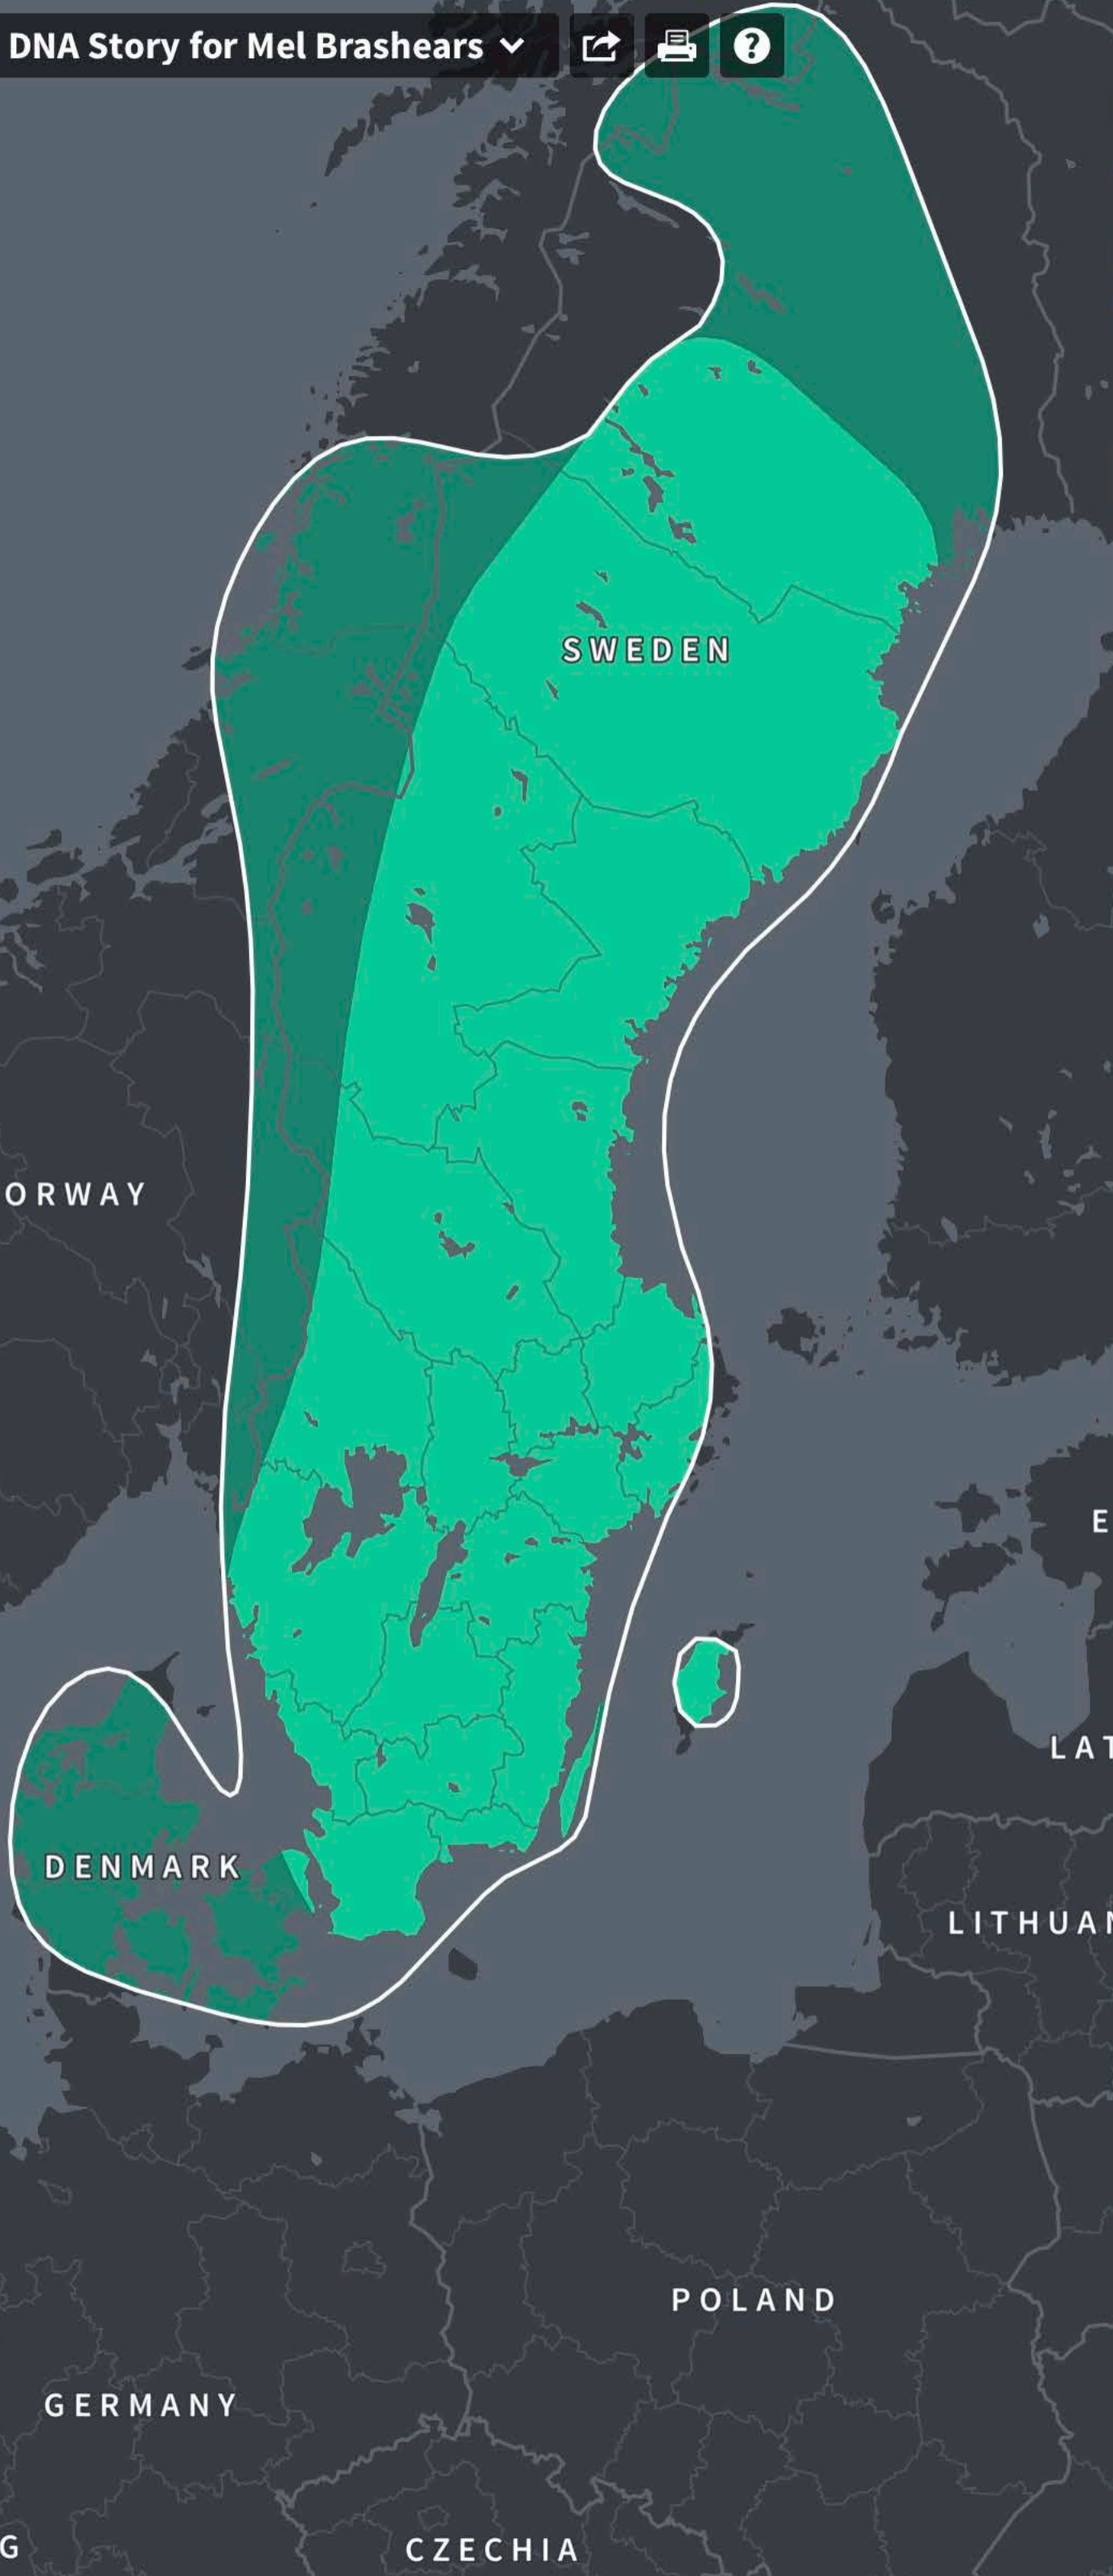 DNA Story for Mel Brashears
SWEDEN
ORWAY
E
LAT
DENMARK
LITHUAN
POLAND
GERMANY
CZECHIA
G